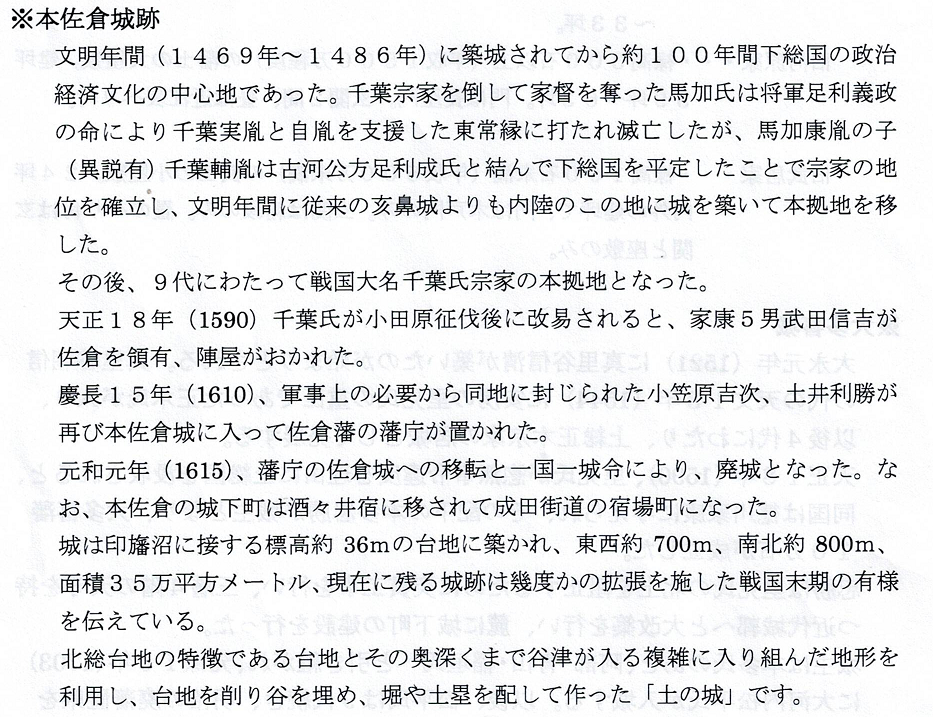 ※本佐倉城跡
文明年間（１４６９年～１４８６年）に築城されてから約１００年間下総国の政治
経済文化の中心地であった。千葉宗家を倒して家督を奪った馬加氏は将軍足利義政
の命により千葉実胤と自胤を支援した東常縁に打たれ滅亡したが、馬加康胤の子
（異説有）千葉輔胤は古河公方足利成氏と結んで下総国を平定したことで宗家の地
位を確立し、文明年間に従来の亥鼻城よりも内陸のこの地に城を築いて本拠地を移
した。
その後、９代にわたって戦国大名千葉氏宗家の本拠地となった。
天正１８年（1590）千葉氏が小田原征伐後に改易されると、家康５男武田信吉が
佐倉を領有、陣屋がおかれた。
慶長１５年（1610）、軍事上の必要から同地に封じられた小笠原吉次、土井利勝が
再び本佐倉城に入って佐倉藩の藩庁が置かれた。
元和元年（1615）、藩庁の佐倉城への移転と一国一城令により、廃城となった。な
お、本佐倉の城下町は酒々井宿に移されて成田街道の宿場町になった。
城は印旛沼に接する標高約 36ｍの台地に築かれ、東西約 700ｍ、南北約 800ｍ、
面積３５万平方メートル、現在に残る城跡は幾度かの拡張を施した戦国末期の有様
を伝えている。
北総台地の特徴である台地とその奥深くまで谷津が入る複雑に入り組んだ地形を
利用し、台地を削り谷を埋め、堀や土塁を配して作った「土の城」です。